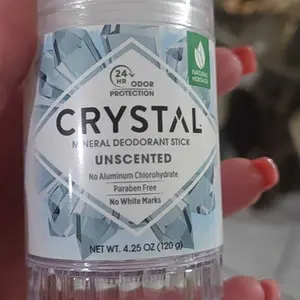 24
HR
ODOR
PROTECTION
NATURAL
CRYSTAL
MINERAL DEODORANT STICK
UNSCENTED
No Aluminum Chlorohydrate
Paraben Free
No White Marks
NET WT. 4.25 OZ (120 g)